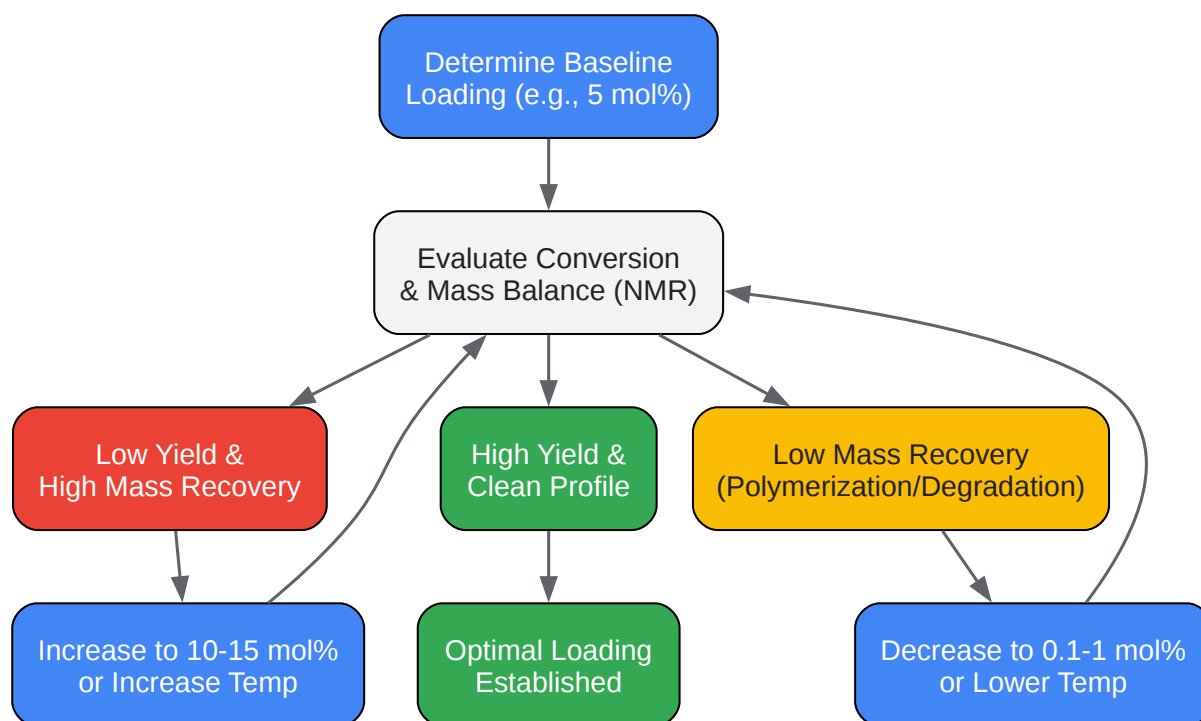 Determine Baseline
Loading (e.g., 5 mol%)
Evaluate Conversion
& Mass Balance (NMR)
Low Yield &
High Mass Recovery
High Yield &
Clean Profile
Low Mass Recovery
(Polymerization/Degradation)
Increase to 10-15 mol%
or Increase Temp
Optimal Loading
Established
Decrease to 0.1-1 mol%
or Lower Temp